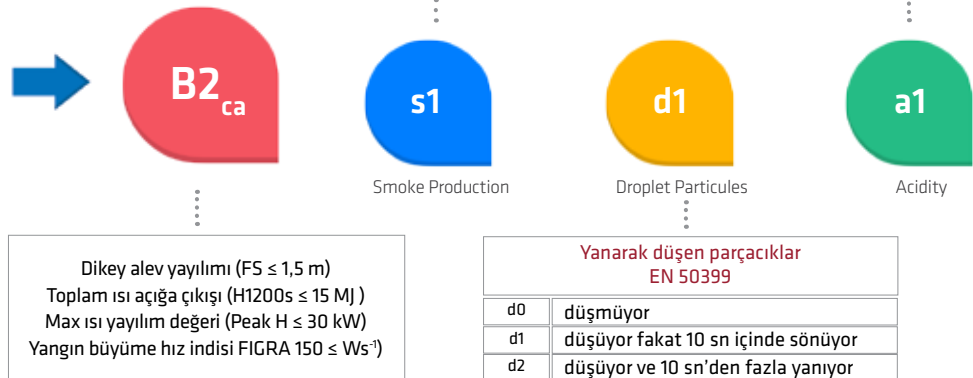 B2ca
s1
d1
a1
Smoke Production
Droplet Particules
Acidity
Dikey alev yayılımı (FS ≤ 1,5 m)
Toplam ısı açığa çıkışı (H1200s ≤ 15 MJ )
Max ısı yayılım değeri (Peak H ≤ 30 kW)
Yangın büyüme hız indisi FIGRA 150 ≤ Ws⁻¹)
Yanarak düşen parçacıklar
EN 50399
d0 düşmüyor
d1 düşüyor fakat 10 sn içinde sönüyor
d2 düşüyor ve 10 sn’den fazla yanıyor